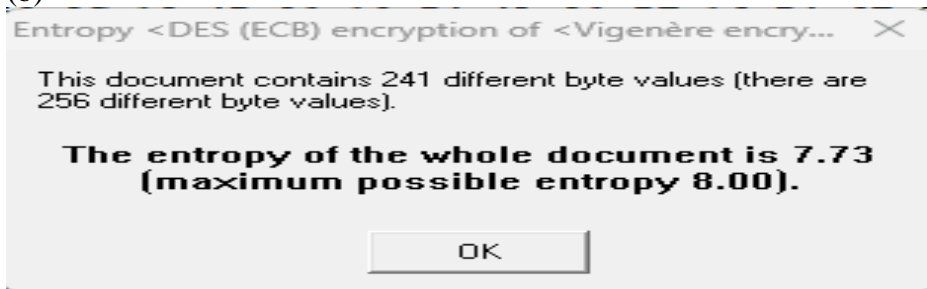 Entropy <DES (ECB) encryption of <Vigenère encry...
This document contains 241 different byte values (there are
256 different byte values).
The entropy of the whole document is 7.73
(maximum possible entropy 8.00).
OK